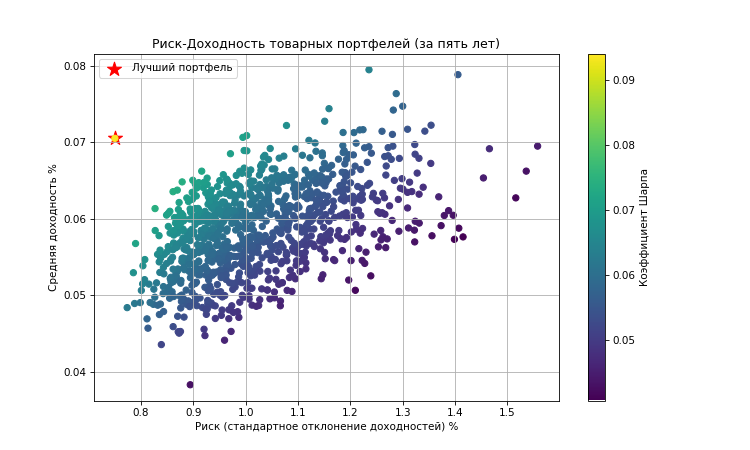 Риск-Доходность товарных портфелей (за пять лет)
Лучший портфель
Средняя доходность %
0.08
0.07
0.06
0.05
0.04
0.8 0.9 1.0 1.1 1.2 1.3 1.4 1.5
Риск (стандартное отклонение доходностей) %
0.09
0.08
0.07
0.06
0.05
Коэффициент Шарпа